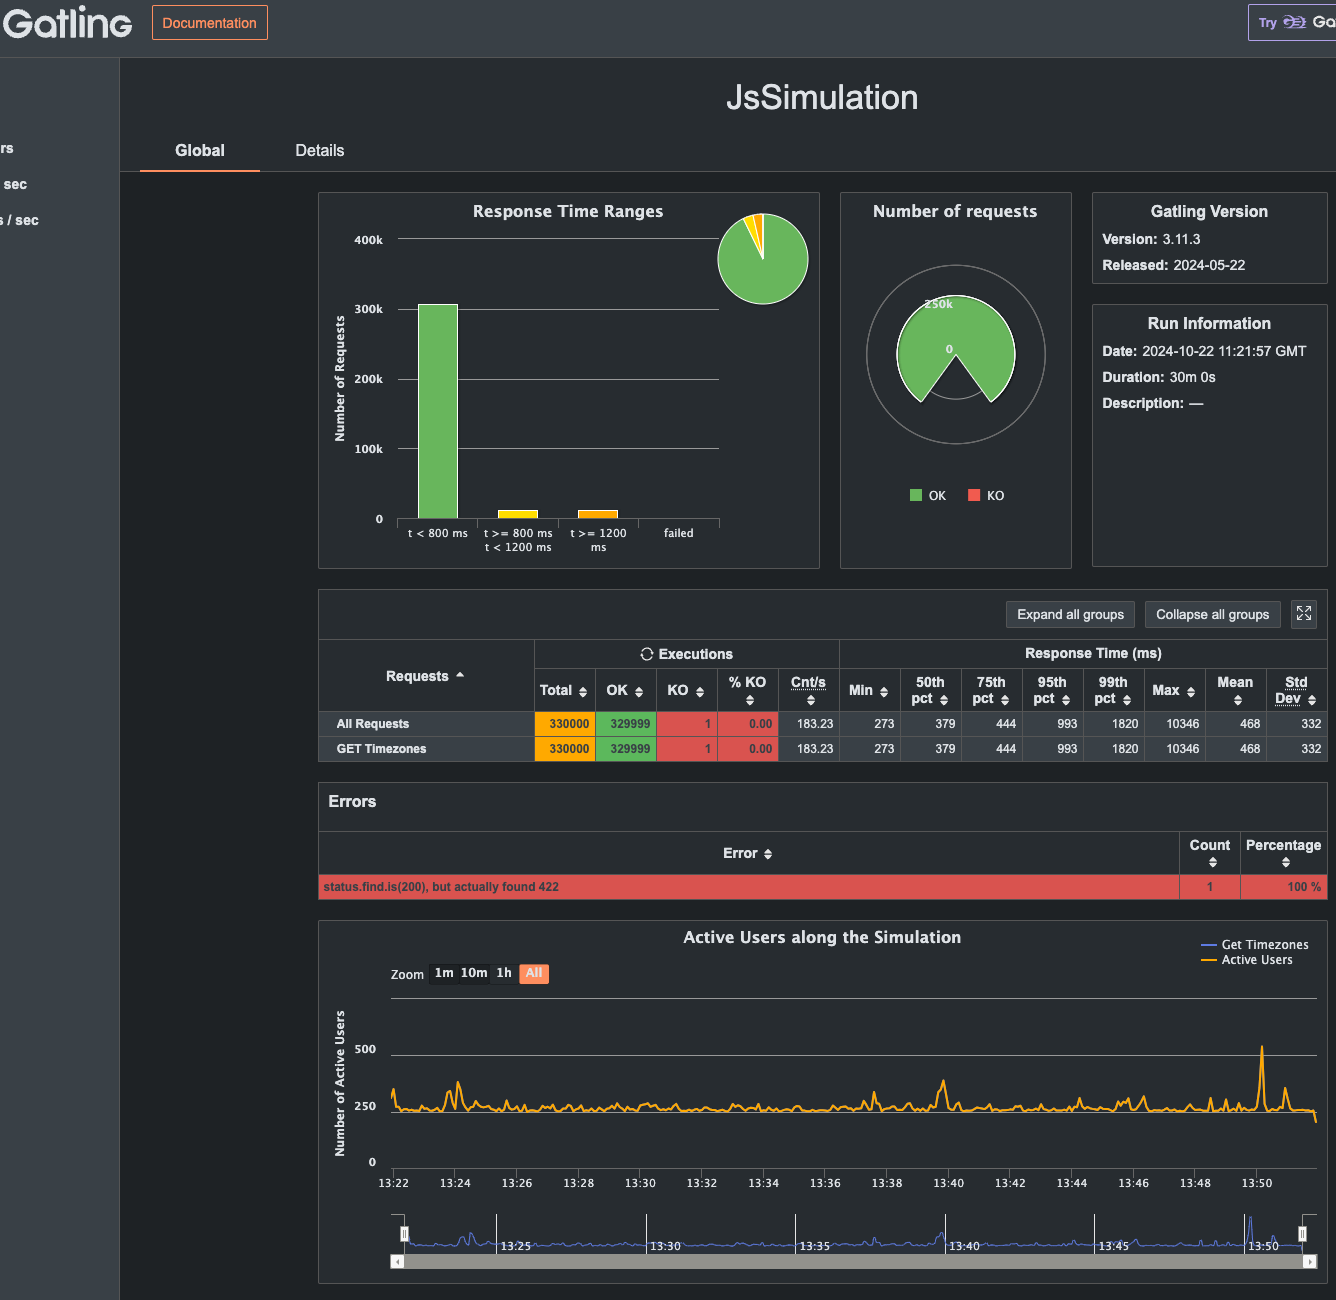 Gatling
Documentation
Try
rs
sec
s / sec
JsSimulation
Global
Details
Response Time Ranges
400k
300k
200k
100k
0
Number of Requests
t < 800 ms
t >= 800 ms
t < 1200 ms
t >= 1200
ms
failed
Number of requests
250k
0
OK
KO
Gatling Version
Version: 3.11.3
Released: 2024-05-22
Run Information
Date: 2024-10-22 11:21:57 GMT
Duration: 30m 0s
Description: —
Expand all groups
Collapse all groups
Executions
Response Time (ms)
Requests
Total OK KO % KO Cnt/s Min 50th pct 75th pct 95th pct 99th pct Max Mean Std Dev
All Requests 330000 329999 1 0.00 183.23 273 379 444 993 1820 10346 468 332
GET Timezones 330000 329999 1 0.00 183.23 273 379 444 993 1820 10346 468 332
Errors
Error Count Percentage
status.find.is(200), but actually found 422 1 100 %
Active Users along the Simulation
Get Timezones
Active Users
Zoom 1m 10m 1h All
Number of Active Users
500
250
0
13:22 13:24 13:26 13:28 13:30 13:32 13:34 13:36 13:38 13:40 13:42 13:44 13:46 13:48 13:50
13:25 13:30 13:35 13:40 13:45 13:50